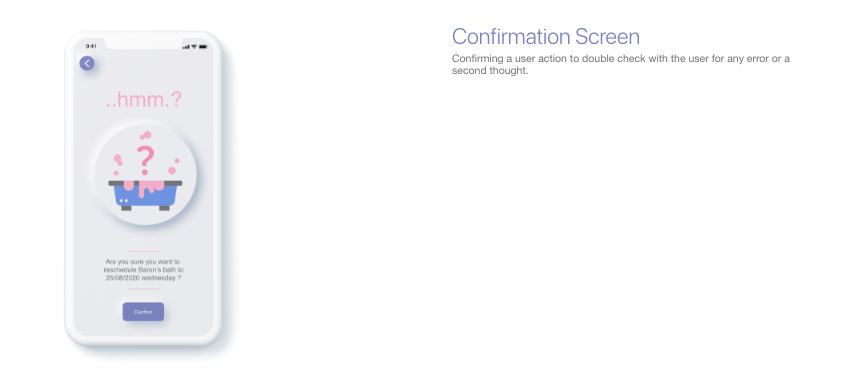 9:41
..hmm.?
?
Are you sure you want to
reschedule Baron's bath to
25/08/2020 wednesday ?
Confirm
Confirmation Screen
Confirming a user action to double check with the user for any error or a
second thought.